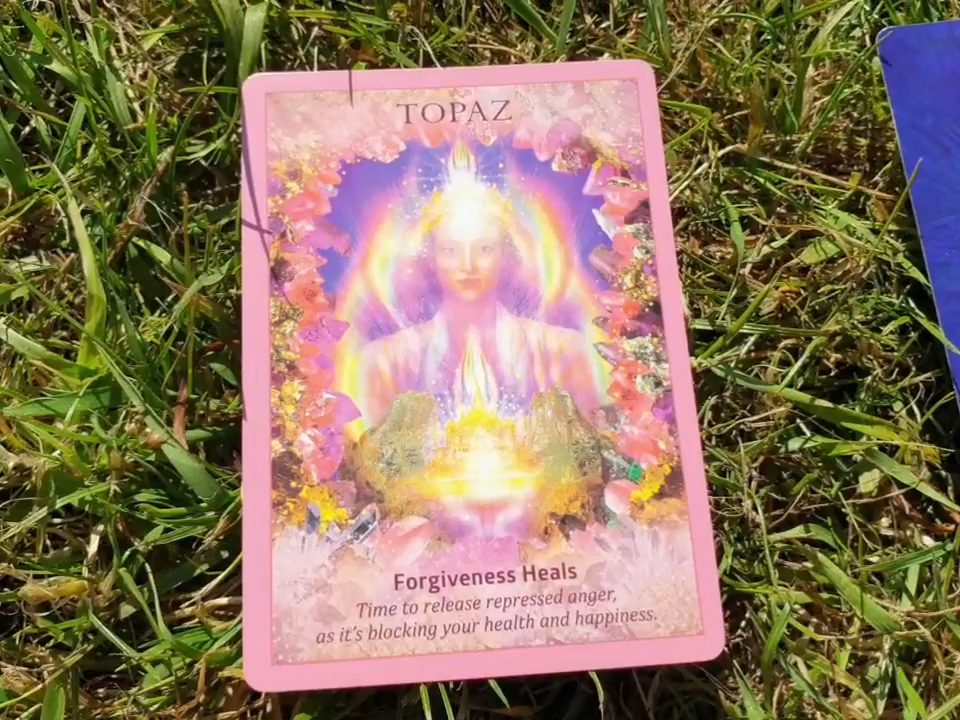 TOPAZ
Forgiveness Heals
Time to release repressed anger,
as it's blocking your health and happiness.